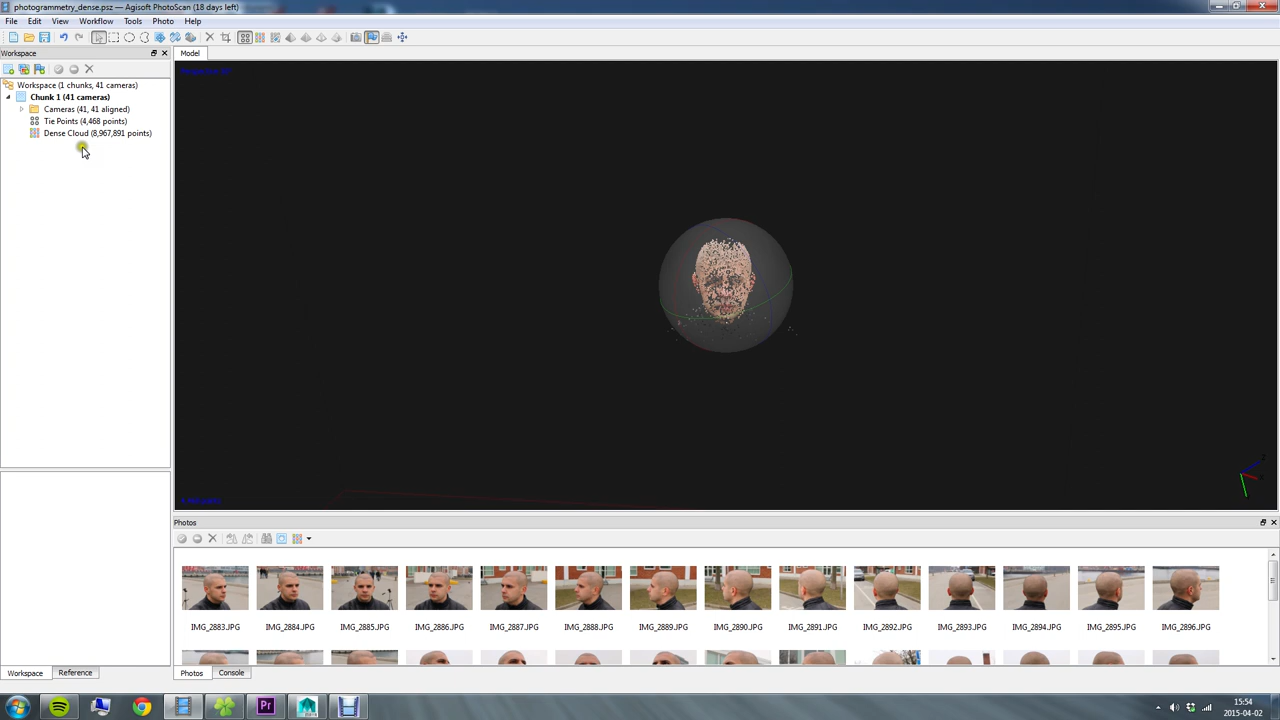 photogrammetry_dense.psz — Agisoft PhotoScan (18 days left)
File Edit View Workflow Tools Photo Help
Workspace
Model
Workspace (1 chunks, 41 cameras)
Chunk 1 (41 cameras)
Cameras (41, 41 aligned)
Tie Points (4,468 points)
Dense Cloud (8,967,891 points)
Z
Photos
IMG_2883.JPG IMG_2884.JPG IMG_2885.JPG IMG_2886.JPG IMG_2887.JPG IMG_2888.JPG IMG_2889.JPG IMG_2890.JPG IMG_2891.JPG IMG_2892.JPG IMG_2893.JPG IMG_2894.JPG IMG_2895.JPG IMG_2896.JPG
Workspace Reference Photos Console
Pr
15:54
2015-04-02